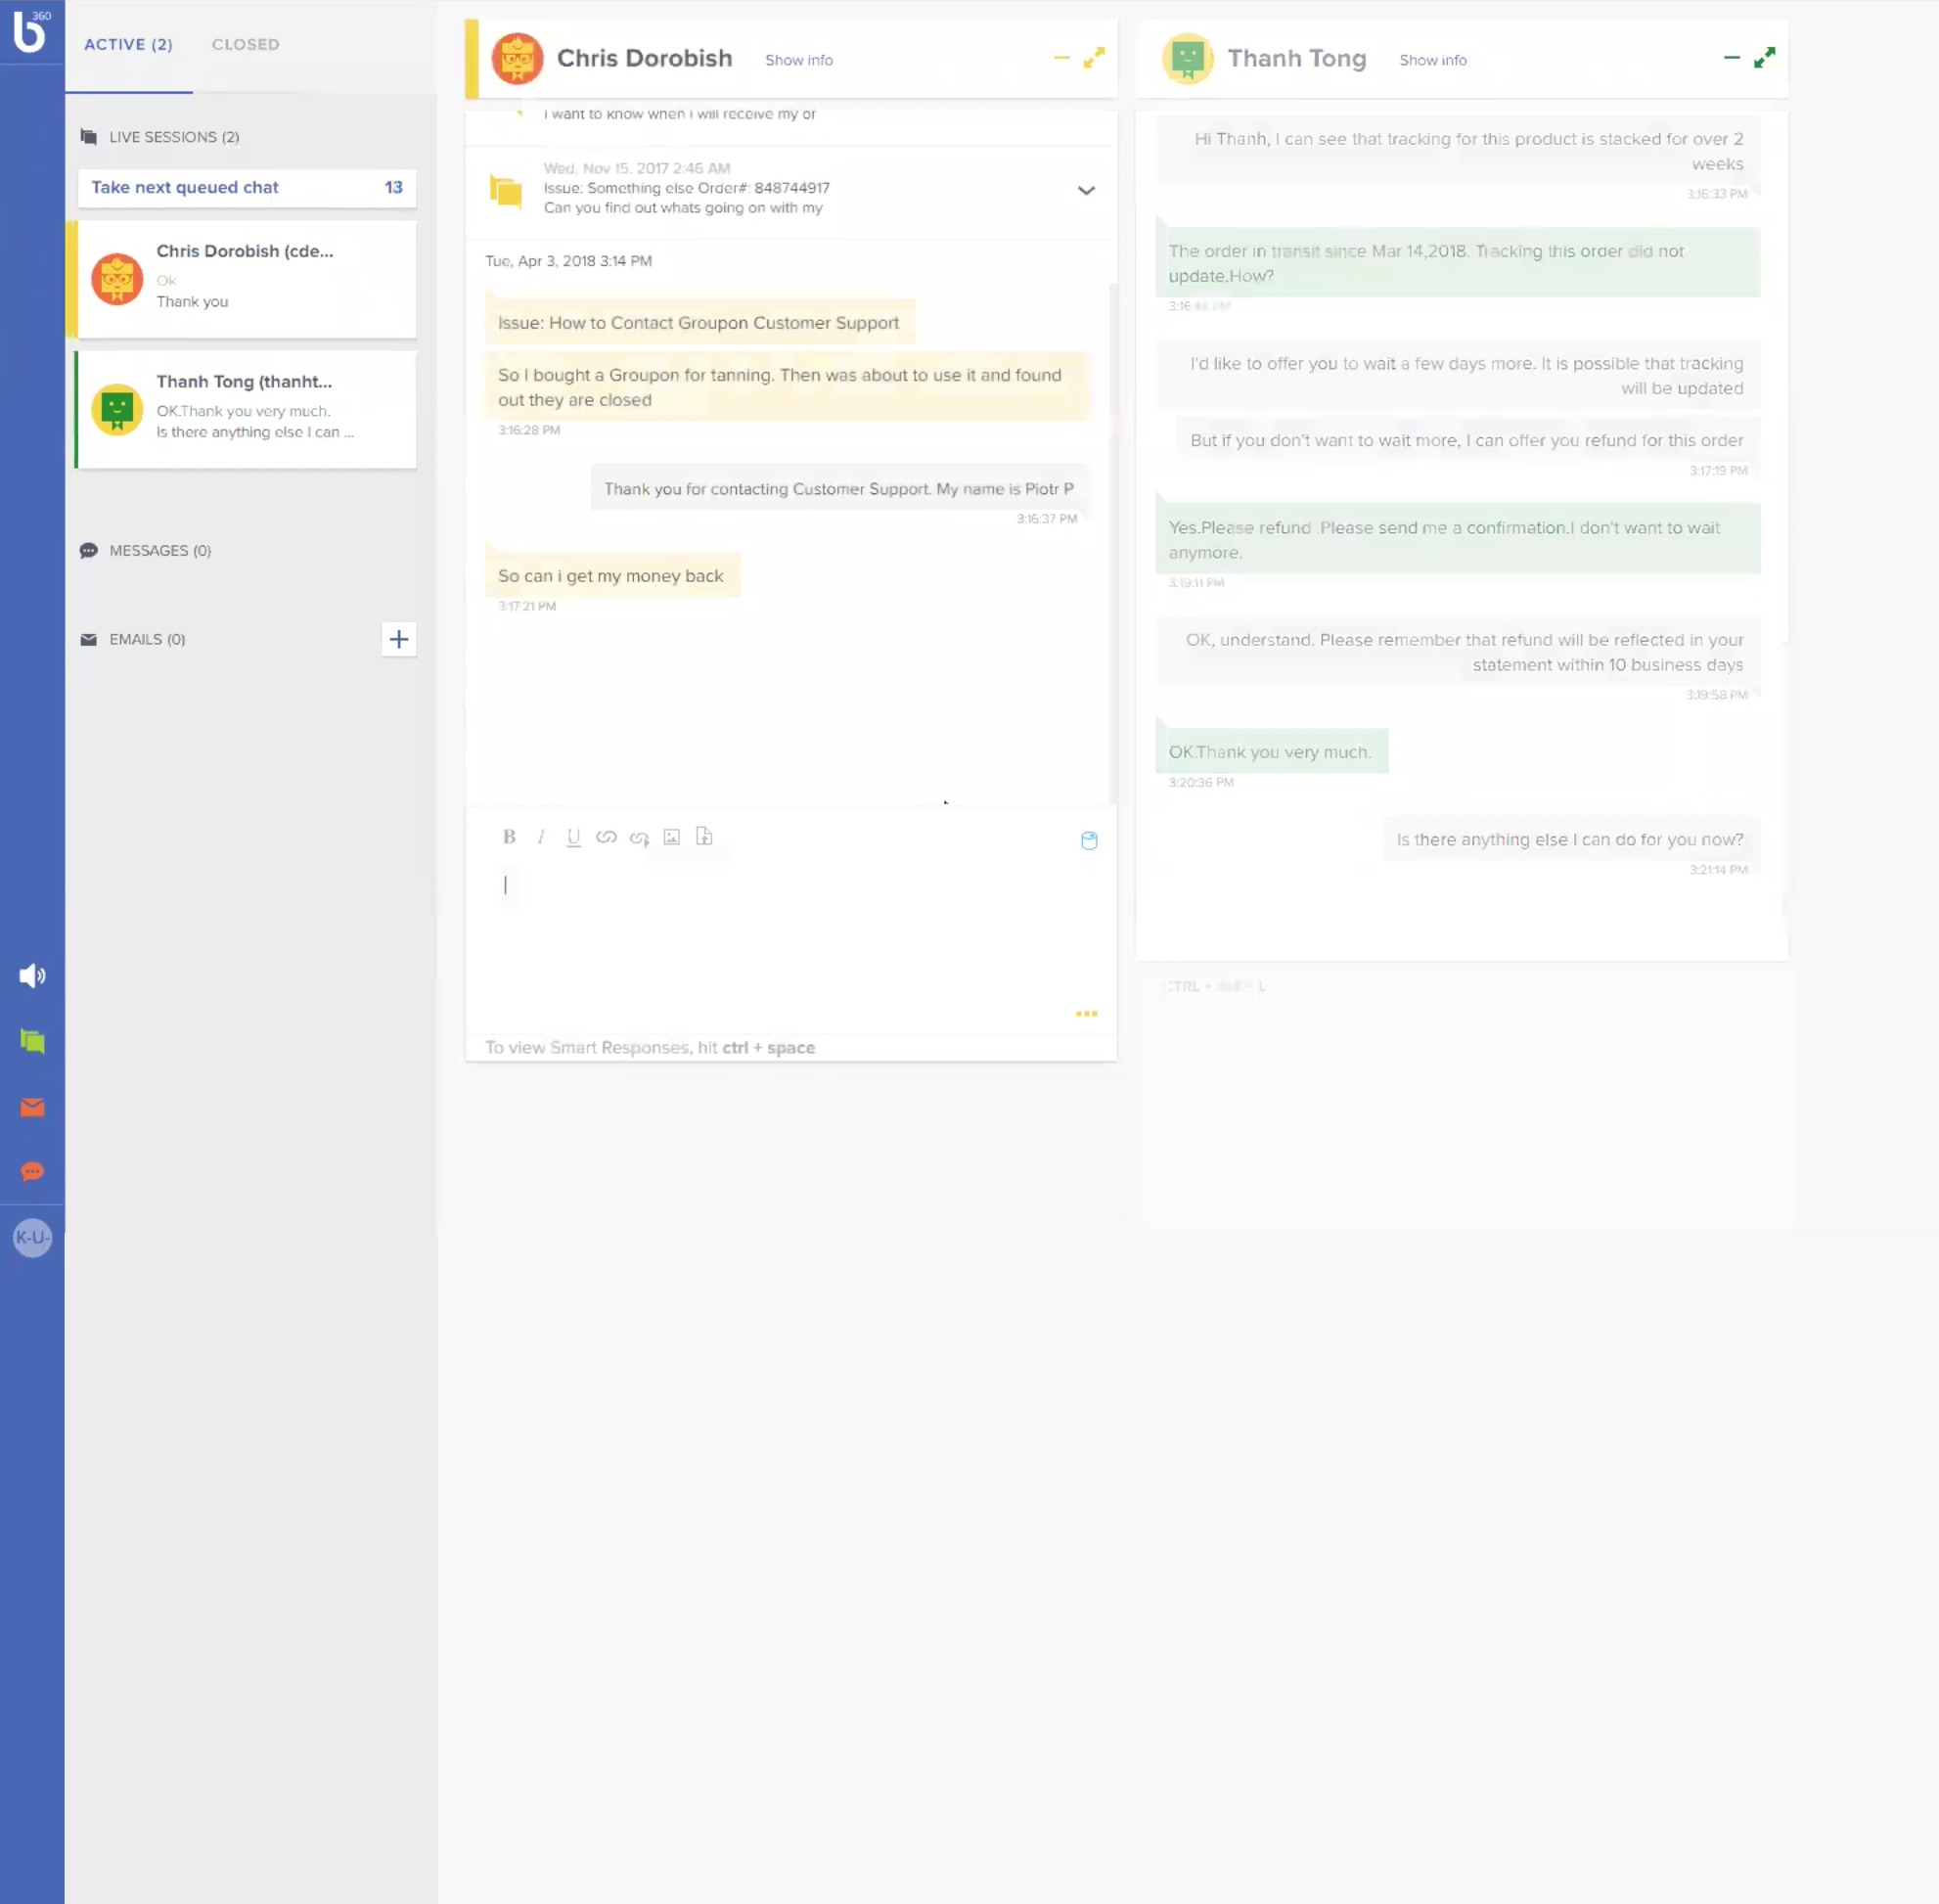 b 360
ACTIVE (2)
CLOSED
LIVE SESSIONS (2)
Take next queued chat
13
Chris Dorobish (cde...
Ok
Thank you
Thanh Tong (thanht...
OK.Thank you very much.
Is there anything else I can ...
MESSAGES (0)
EMAILS (0)
K-U-
Chris Dorobish
Show info
I want to know when I will receive my or
Wed, Nov 15, 2017 2:46 AM
Issue: Something else Order#: 848744917
Can you find out whats going on with my
Tue, Apr 3, 2018 3:14 PM
Issue: How to Contact Groupon Customer Support
So I bought a Groupon for tanning. Then was about to use it and found
out they are closed
3:16:28 PM
Thank you for contacting Customer Support. My name is Piotr P
3:16:37 PM
So can i get my money back
3:17:21 PM
B I U
To view Smart Responses, hit ctrl + space
Thanh Tong
Show info
Hi Thanh, I can see that tracking for this product is stacked for over 2
weeks
3:16:33 PM
The order in transit since Mar 14,2018. Tracking this order did not
update.How?
I'd like to offer you to wait a few days more. It is possible that tracking
will be updated
But if you don't want to wait more, I can offer you refund for this order
3:17:19 PM
Yes.Please refund .Please send me a confirmation.I don't want to wait
anymore.
3:19:11 PM
OK, understand. Please remember that refund will be reflected in your
statement within 10 business days
3:19:58 PM
OK.Thank you very much.
3:20:36 PM
Is there anything else I can do for you now?
3:21:14 PM
CTRL + + L